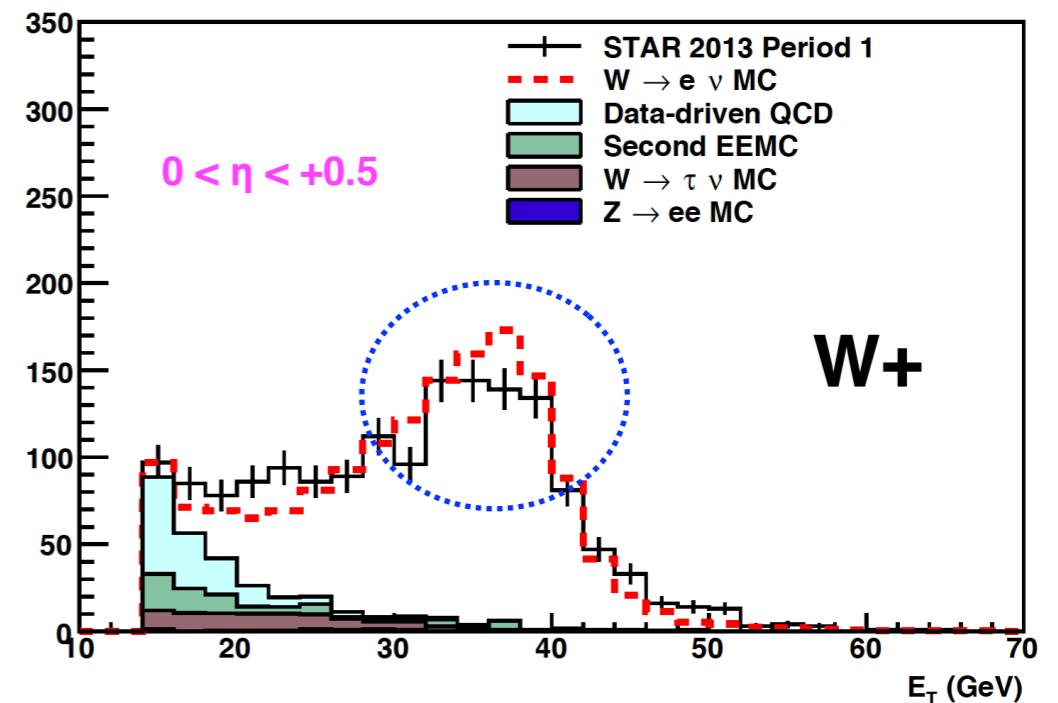 350
300
250
200
150
100
50
0
STAR 2013 Period 1
W → e ν MC
Data-driven QCD
Second EEMC
W → τ ν MC
Z → ee MC
0 < η < +0.5
W+
10 20 30 40 50 60 70
E_T (GeV)